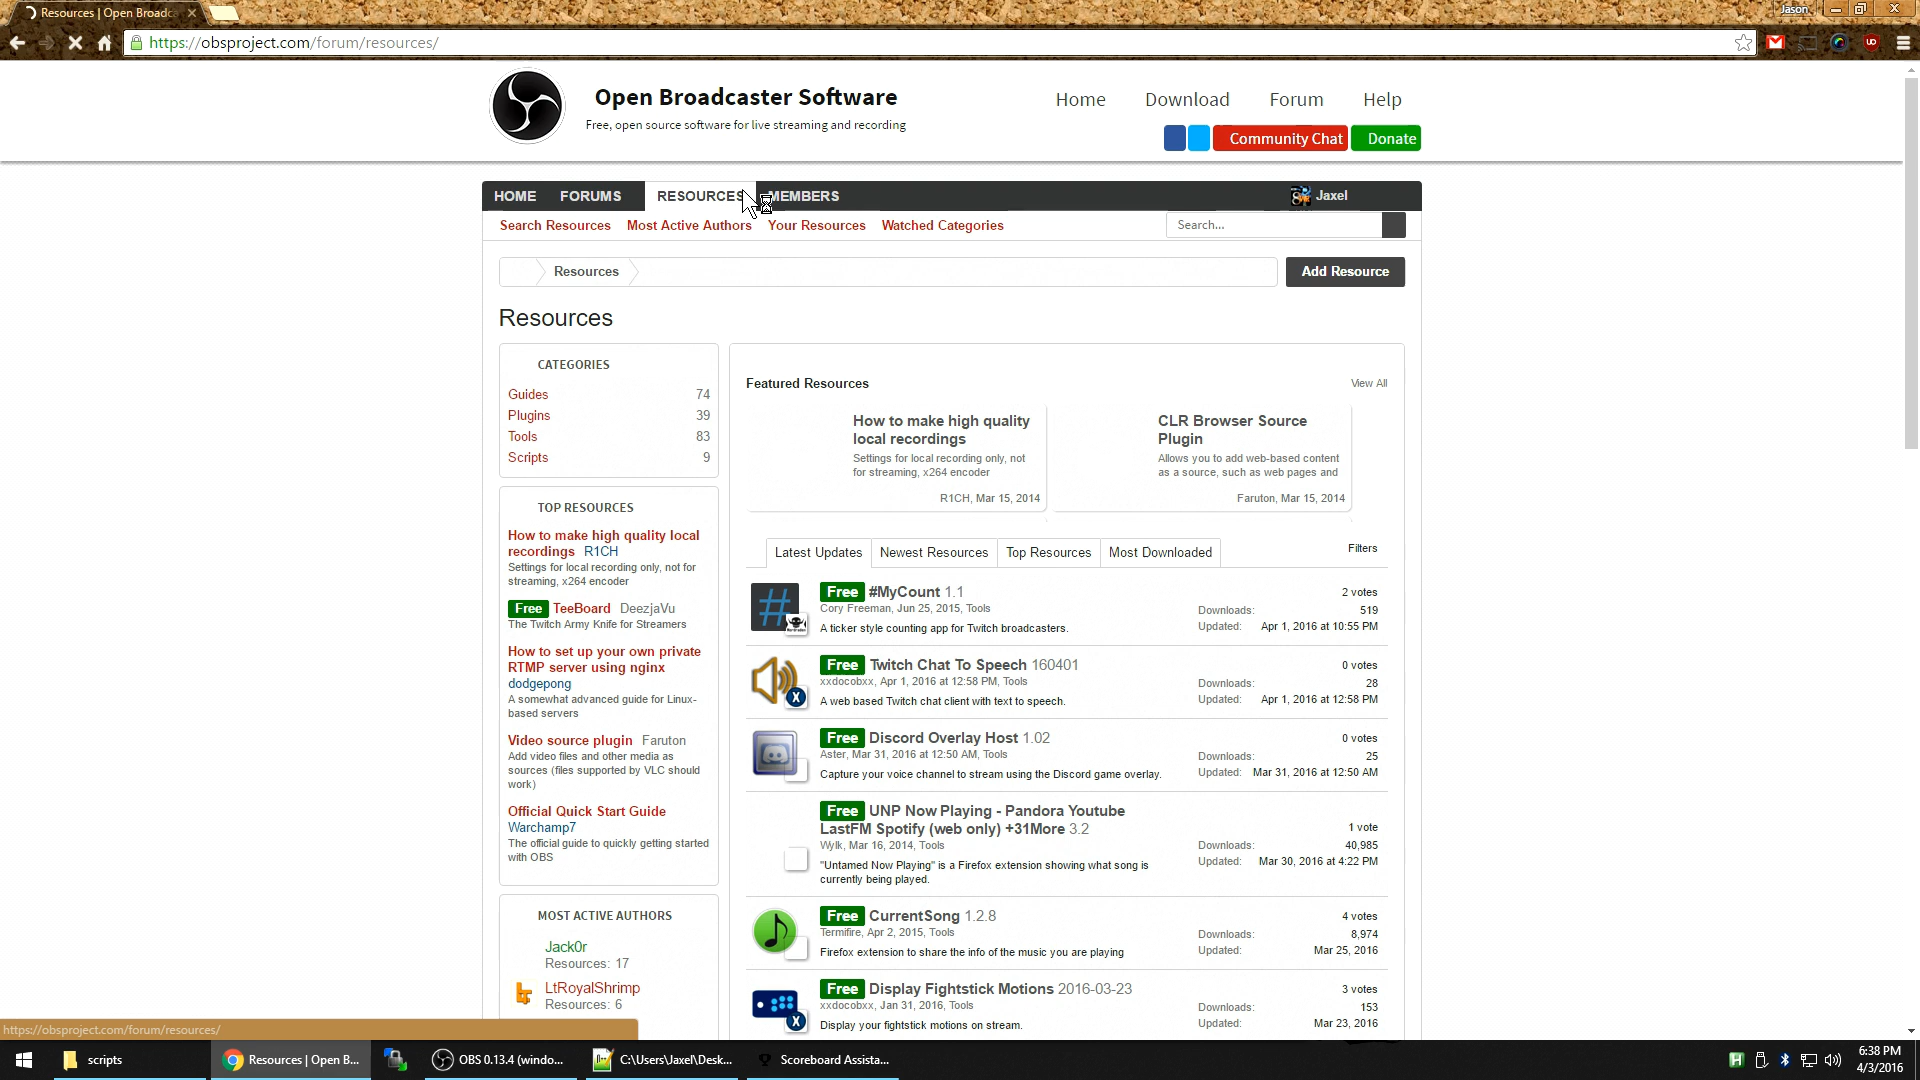 Resources | Open Broadc
Jason
https://obsproject.com/forum/resources/
Open Broadcaster Software
Free, open source software for live streaming and recording
Home Download Forum Help
Community Chat Donate
HOME FORUMS RESOURCES MEMBERS Jaxel
Search Resources Most Active Authors Your Resources Watched Categories Search...
Resources Add Resource
Resources
CATEGORIES
Guides 74
Plugins 39
Tools 83
Scripts 9
TOP RESOURCES
How to make high quality local
recordings R1CH
Settings for local recording only, not for
streaming, x264 encoder
Free TeeBoard DeezjaVu
The Twitch Army Knife for Streamers
How to set up your own private
RTMP server using nginx
dodgepong
A somewhat advanced guide for Linux-
based servers
Video source plugin Faruton
Add video files and other media as
sources (files supported by VLC should
work)
Official Quick Start Guide
Warchamp7
The official guide to quickly getting started
with OBS
MOST ACTIVE AUTHORS
Jack0r
Resources: 17
LtRoyalShrimp
Resources: 6
Featured Resources View All
How to make high quality
local recordings
Settings for local recording only, not
for streaming, x264 encoder
R1CH, Mar 15, 2014
CLR Browser Source
Plugin
Allows you to add web-based content
as a source, such as web pages and
Faruton, Mar 15, 2014
Latest Updates Newest Resources Top Resources Most Downloaded Filters
Free #MyCount 1.1
Cory Freeman, Jun 25, 2015, Tools
A ticker style counting app for Twitch broadcasters.
2 votes
Downloads: 519
Updated: Apr 1, 2016 at 10:55 PM
Free Twitch Chat To Speech 160401
xxdocobxx, Apr 1, 2016 at 12:58 PM, Tools
A web based Twitch chat client with text to speech.
0 votes
Downloads: 28
Updated: Apr 1, 2016 at 12:58 PM
Free Discord Overlay Host 1.02
Aster, Mar 31, 2016 at 12:50 AM, Tools
Capture your voice channel to stream using the Discord game overlay.
0 votes
Downloads: 25
Updated: Mar 31, 2016 at 12:50 AM
Free UNP Now Playing - Pandora Youtube
LastFM Spotify (web only) +31More 3.2
Wylk, Mar 16, 2014, Tools
"Untamed Now Playing" is a Firefox extension showing what song is
currently being played.
1 vote
Downloads: 40,985
Updated: Mar 30, 2016 at 4:22 PM
Free CurrentSong 1.2.8
Termifire, Apr 2, 2015, Tools
Firefox extension to share the info of the music you are playing
4 votes
Downloads: 8,974
Updated: Mar 25, 2016
Free Display Fightstick Motions 2016-03-23
xxdocobxx, Jan 31, 2016, Tools
Display your fightstick motions on stream.
3 votes
Downloads: 153
Updated: Mar 23, 2016
https://obsproject.com/forum/resources/
scripts
Resources | Open B...
OBS 0.13.4 (windo...
C:\Users\Jaxel\Desk...
Scoreboard Assista...
6:38 PM
4/3/2016